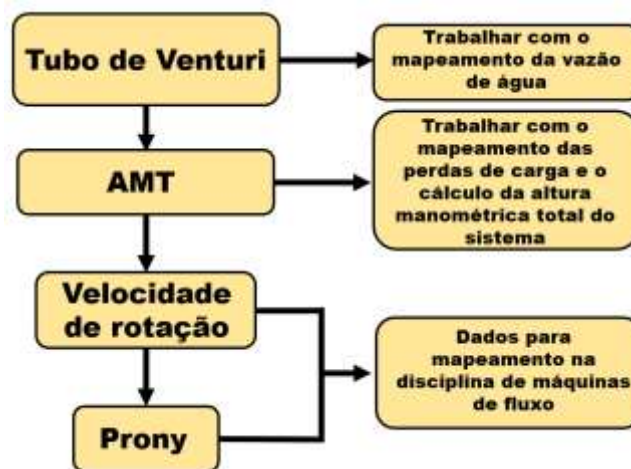 Tubo de Venturi
Trabalhar com o
mapeamento da vazão
de água
AMT
Trabalhar com o
mapeamento das
perdas de carga e o
cálculo da altura
manométrica total do
sistema
Velocidade
de rotação
Dados para
mapeamento na
disciplina de máquinas
de fluxo
Prony